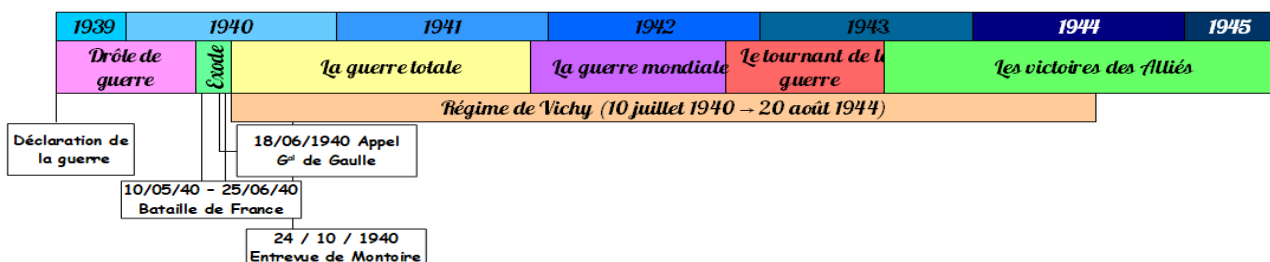 1939 1940 1941 1942 1943 1944 1945
Drôle de
guerre
Exode
La guerre totale
La guerre mondiale
Le tournant de la
guerre
Les victoires des Alliés
Régime de Vichy (10 juillet 1940 → 20 août 1944)
Déclaration de
la guerre
18/06/1940 Appel
Gal de Gaulle
10/05/40 – 25/06/40
Bataille de France
24 / 10 / 1940
Entrevue de Montoire